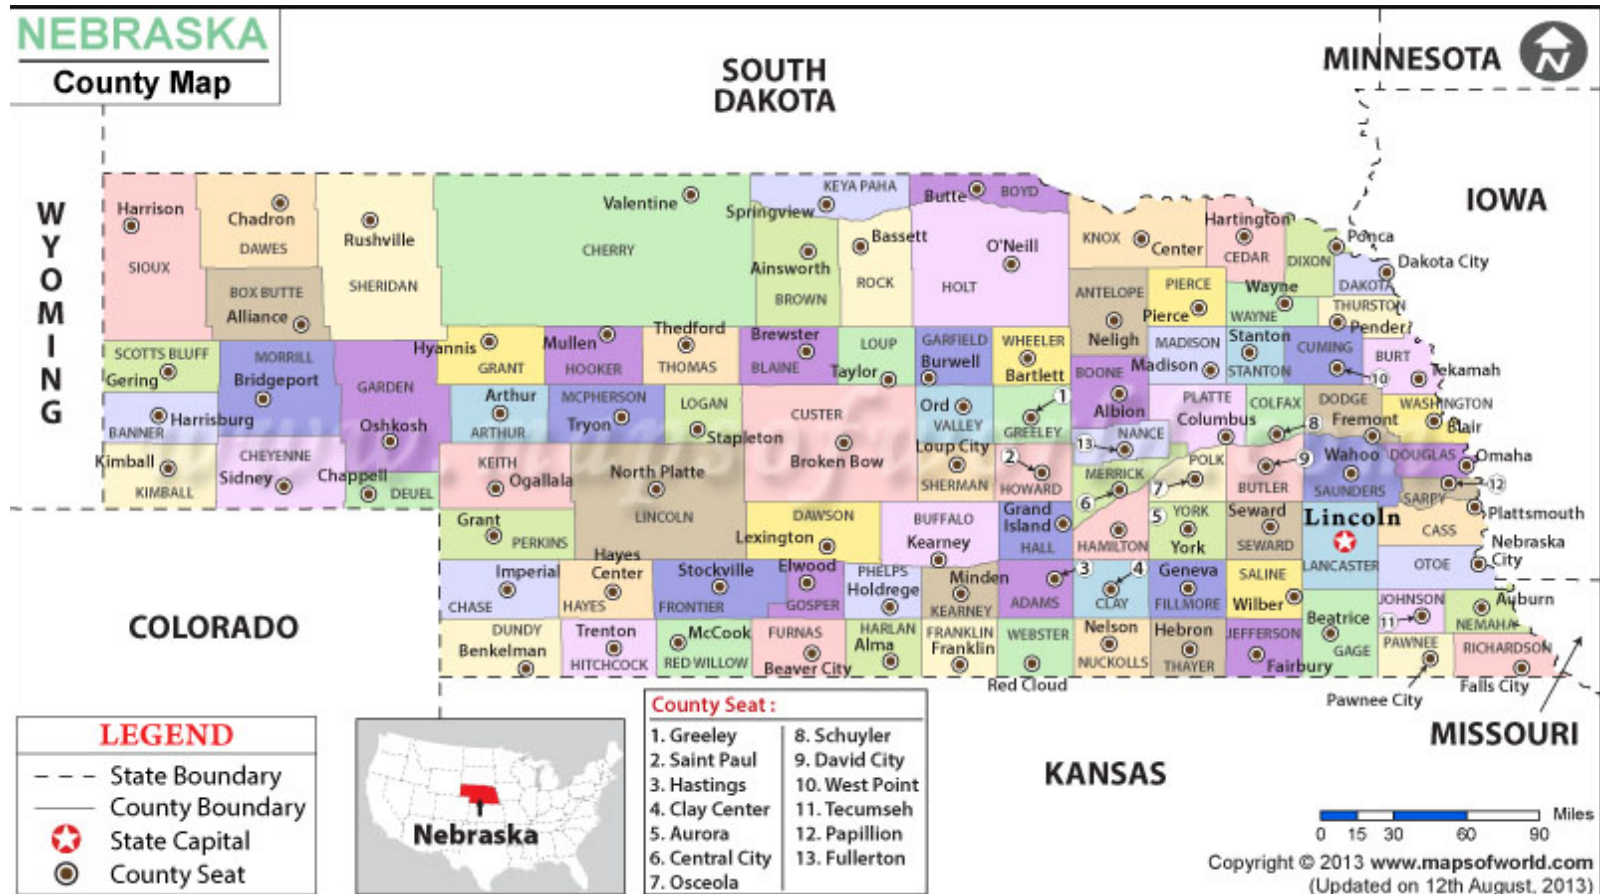 NEBRASKA
County Map
SOUTH
DAKOTA
MINNESOTA
N
IOWA
WYOMING
COLORADO
KANSAS
MISSOURI
Harrison
SIOUX
Chadron
DAWES
Rushville
SHERIDAN
BOX BUTTE
Alliance
Valentine
CHERRY
KEYA PAHA
Springview
Butte
BOYD
Ainsworth
BROWN
Bassett
ROCK
O'Neill
HOLT
KNOX
Center
Hartington
CEDAR
DIXON
Ponca
Dakota City
DAKOTA
ANTELOPE
Neligh
PIERCE
Pierce
Wayne
WAYNE
THURSTON
Pender
SCOTTS BLUFF
Gering
MORRILL
Bridgeport
GARDEN
Oshkosh
Hyannis
GRANT
Mullen
HOOKER
Thedford
THOMAS
Brewster
BLAINE
LOUP
Taylor
GARFIELD
Burwell
WHEELER
Bartlett
BOONE
Albion
MADISON
Madison
Stanton
STANTON
CUMING
10
BURT
Tekamah
BANNER
Harrisburg
Arthur
ARTHUR
MCPHERSON
Tryon
LOGAN
Stapleton
CUSTER
Broken Bow
Ord
VALLEY
1
GREELEY
13
NANCE
PLATTE
Columbus
COLFAX
8
DODGE
Fremont
WASHINGTON
Blair
Kimball
KIMBALL
CHEYENNE
Sidney
Chappell
DEUEL
KEITH
Ogallala
North Platte
LINCOLN
Loup City
SHERMAN
2
HOWARD
MERRICK
6
POLK
7
9
BUTLER
Wahoo
SAUNDERS
DOUGLAS
Omaha
12
SARPY
Plattsmouth
Grant
PERKINS
DAWSON
Lexington
BUFFALO
Kearney
Grand
Island
HALL
HAMILTON
5
YORK
York
Seward
SEWARD
Lincoln
LANCASTER
CASS
Nebraska
City
OTOE
Imperial
CHASE
Hayes
Center
HAYES
Stockville
FRONTIER
Elwood
GOSPER
PHELPS
Holdrege
Minden
KEARNEY
3
ADAMS
4
CLAY
Geneva
FILLMORE
SALINE
Wilber
Beatrice
GAGE
JOHNSON
11
Auburn
NEMAHA
DUNDY
Benkelman
Trenton
HITCHCOCK
McCook
RED WILLOW
FURNAS
Beaver City
HARLAN
Alma
FRANKLIN
Franklin
WEBSTER
Red Cloud
Nelson
NUCKOLLS
Hebron
THAYER
JEFFERSON
Fairbury
PAWNEE
Pawnee City
RICHARDSON
Falls City
LEGEND
State Boundary
County Boundary
State Capital
County Seat
Nebraska
County Seat :
1. Greeley
2. Saint Paul
3. Hastings
4. Clay Center
5. Aurora
6. Central City
7. Osceola
8. Schuyler
9. David City
10. West Point
11. Tecumseh
12. Papillion
13. Fullerton
0 15 30 60 90 Miles
Copyright © 2013 www.mapsofworld.com
(Updated on 12th August, 2013)